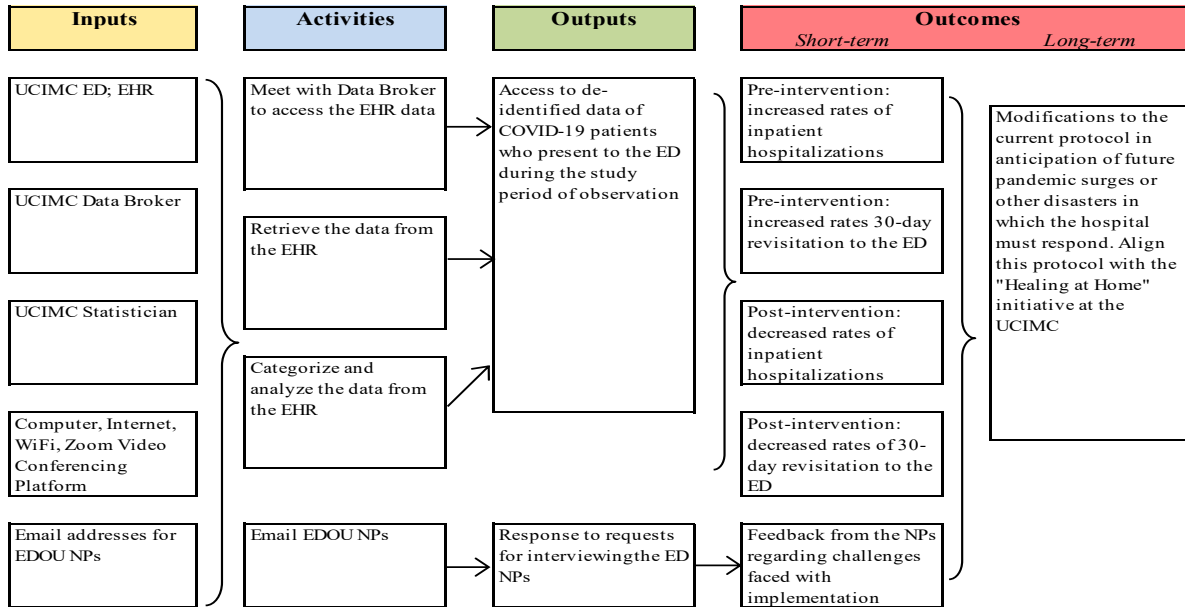 Inputs
Activities
Outputs
Outcomes
Short-term
Long-term
UCIMC ED; EHR
UCIMC Data Broker
UCIMC Statistician
Computer, Internet,
WiFi, Zoom Video
Conferencing
Platform
Email addresses for
EDOU NPs
Meet with Data Broker
to access the EHR data
Retrieve the data from
the EHR
Categorize and
analyze the data from
the EHR
Email EDOU NPs
Access to de-
identified data of
COVID-19 patients
who present to the ED
during the study
period of observation
Response to requests
for interviewingthe ED
NPs
Pre-intervention:
increased rates of
inpatient
hospitalizations
Pre-intervention:
increased rates 30-day
revisitation to the ED
Post-intervention:
decreased rates of
inpatient
hospitalizations
Post-intervention:
decreased rates of 30-
day revisitation to the
ED
Feedback from the NPs
regarding challenges
faced with
implementation
Modifications to the
current protocol in
anticipation of future
pandemic surges or
other disasters in
which the hospital
must respond. Align
this protocol with the
"Healing at Home"
initiative at the
UCIMC